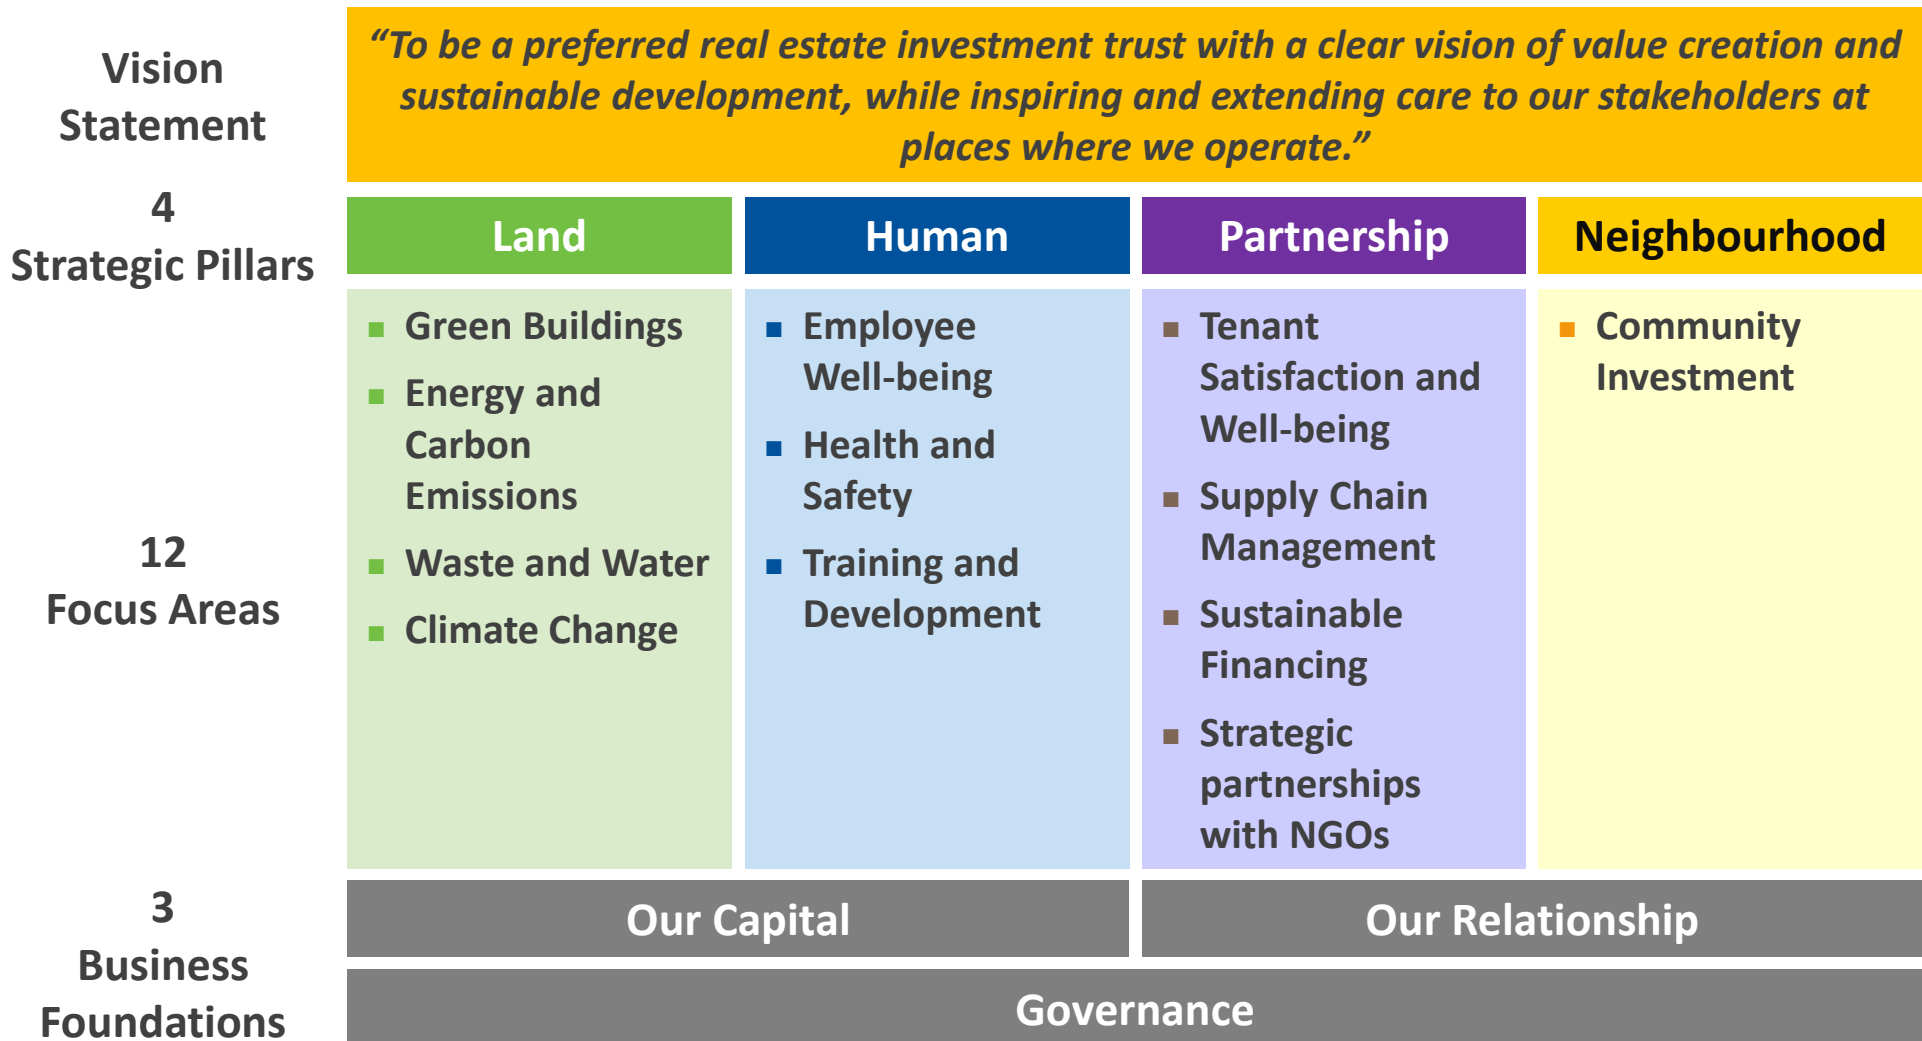 Vision
Statement
“To be a preferred real estate investment trust with a clear vision of value creation and
sustainable development, while inspiring and extending care to our stakeholders at
places where we operate.”
4
Strategic Pillars
Land
Human
Partnership
Neighbourhood
12
Focus Areas
Green Buildings
Energy and
Carbon
Emissions
Waste and Water
Climate Change
Employee
Well-being
Health and
Safety
Training and
Development
Tenant
Satisfaction and
Well-being
Supply Chain
Management
Sustainable
Financing
Strategic
partnerships
with NGOs
Community
Investment
3
Business
Foundations
Our Capital
Our Relationship
Governance